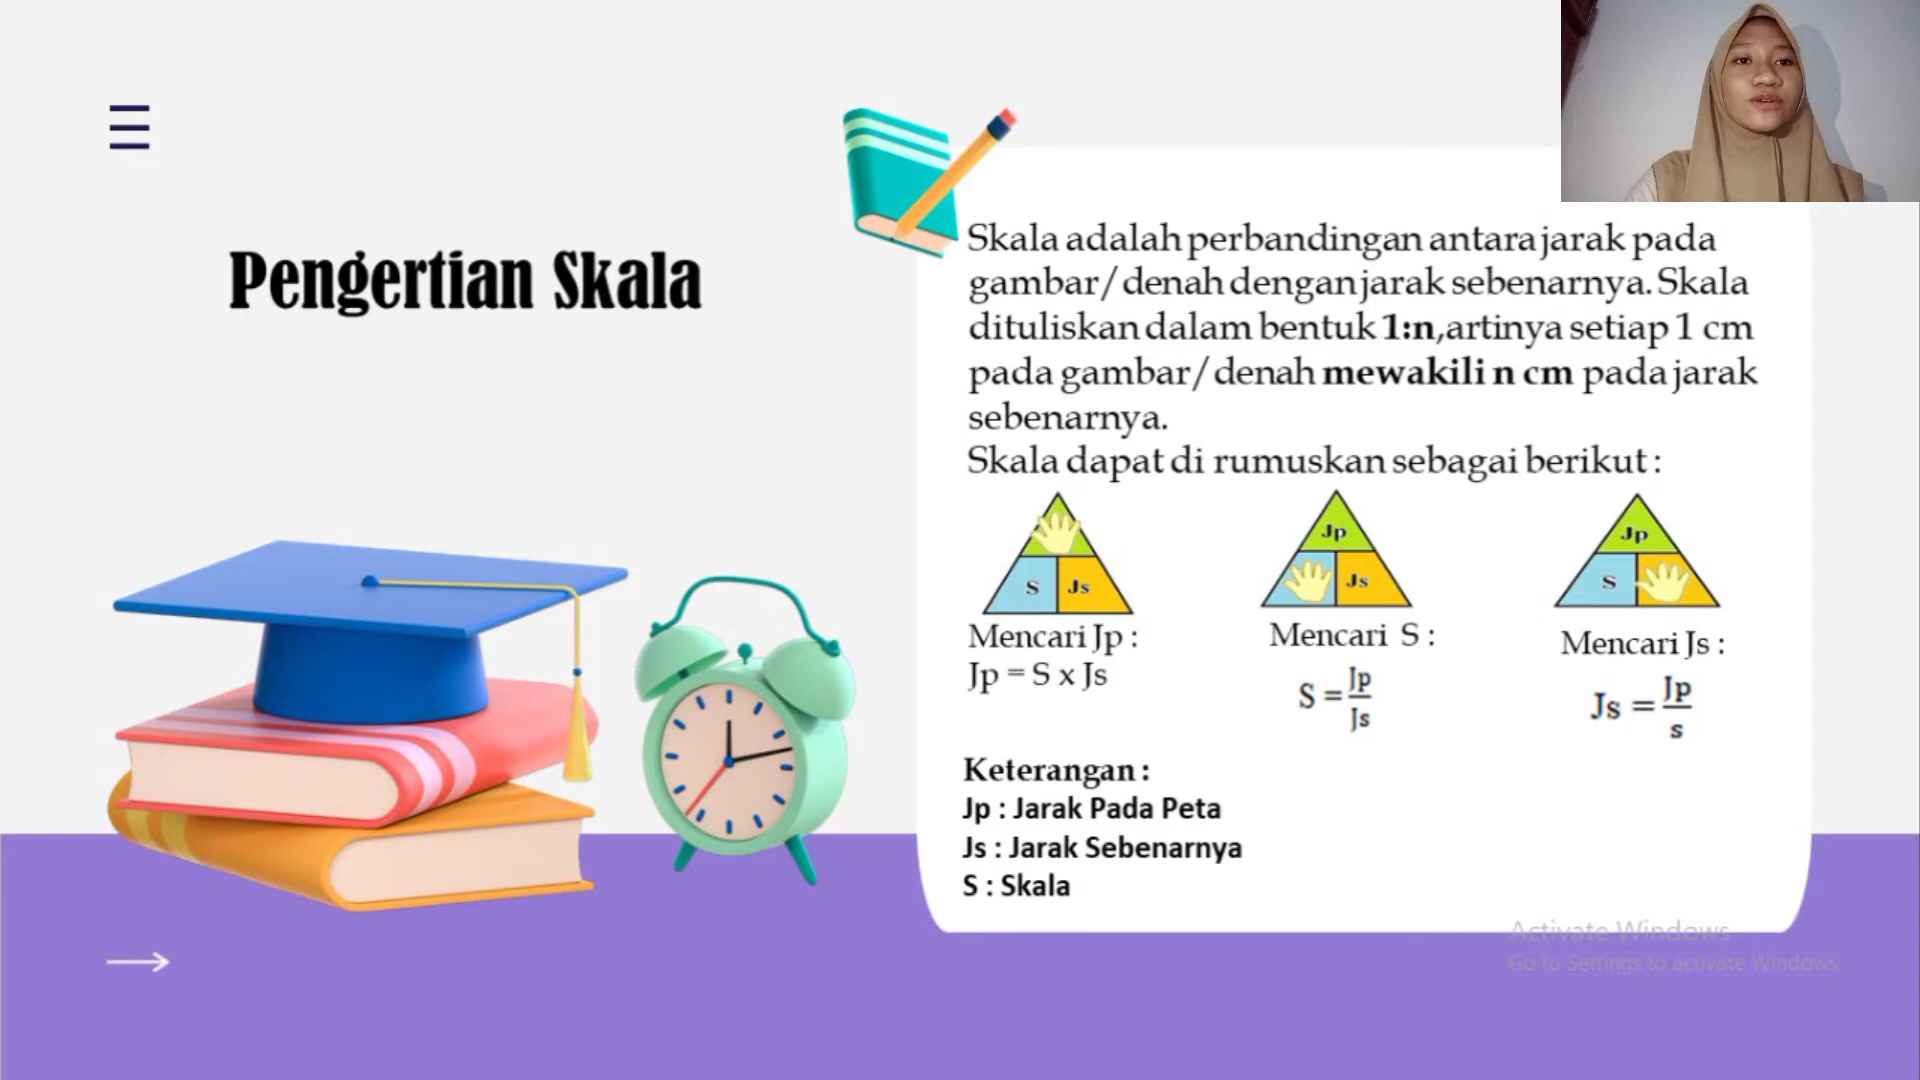 Pengertian Skala
Skala adalah perbandingan antara jarak pada
gambar/ denah dengan jarak sebenarnya. Skala
dituliskan dalam bentuk 1:n,artinya setiap 1 cm
pada gambar/ denah mewakili n cm pada jarak
sebenarnya.
Skala dapat di rumuskan sebagai berikut :
S Js
Mencari Jp :
Jp = S x Js
Jp
Js
Mencari S :
S = Jp/Js
Jp
S
Mencari Js :
Js = Jp/s
Keterangan :
Jp : Jarak Pada Peta
Js : Jarak Sebenarnya
S : Skala
Activate Windows
Go to Settings to activate Windows.